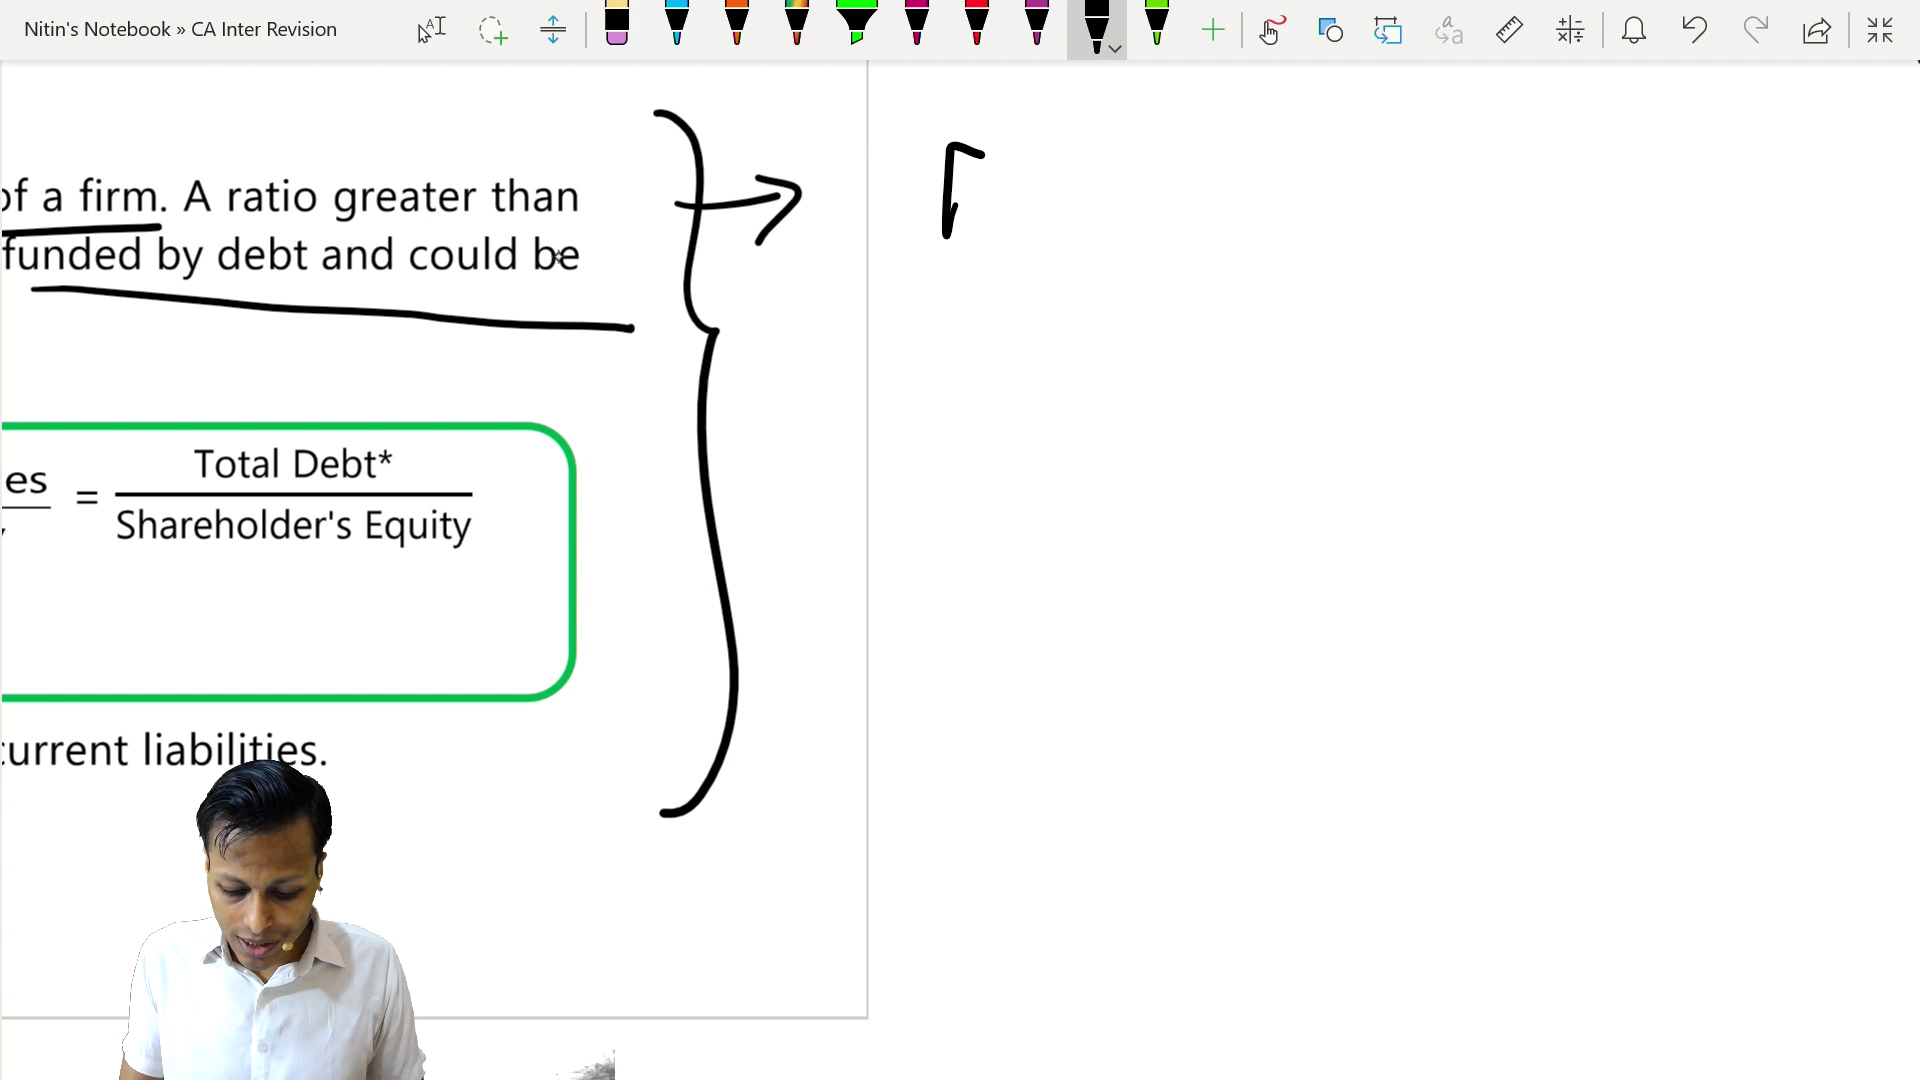 Nitin's Notebook » CA Inter Revision
of a firm. A ratio greater than
funded by debt and could be
es = Total Debt*
Shareholder's Equity
current liabilities.